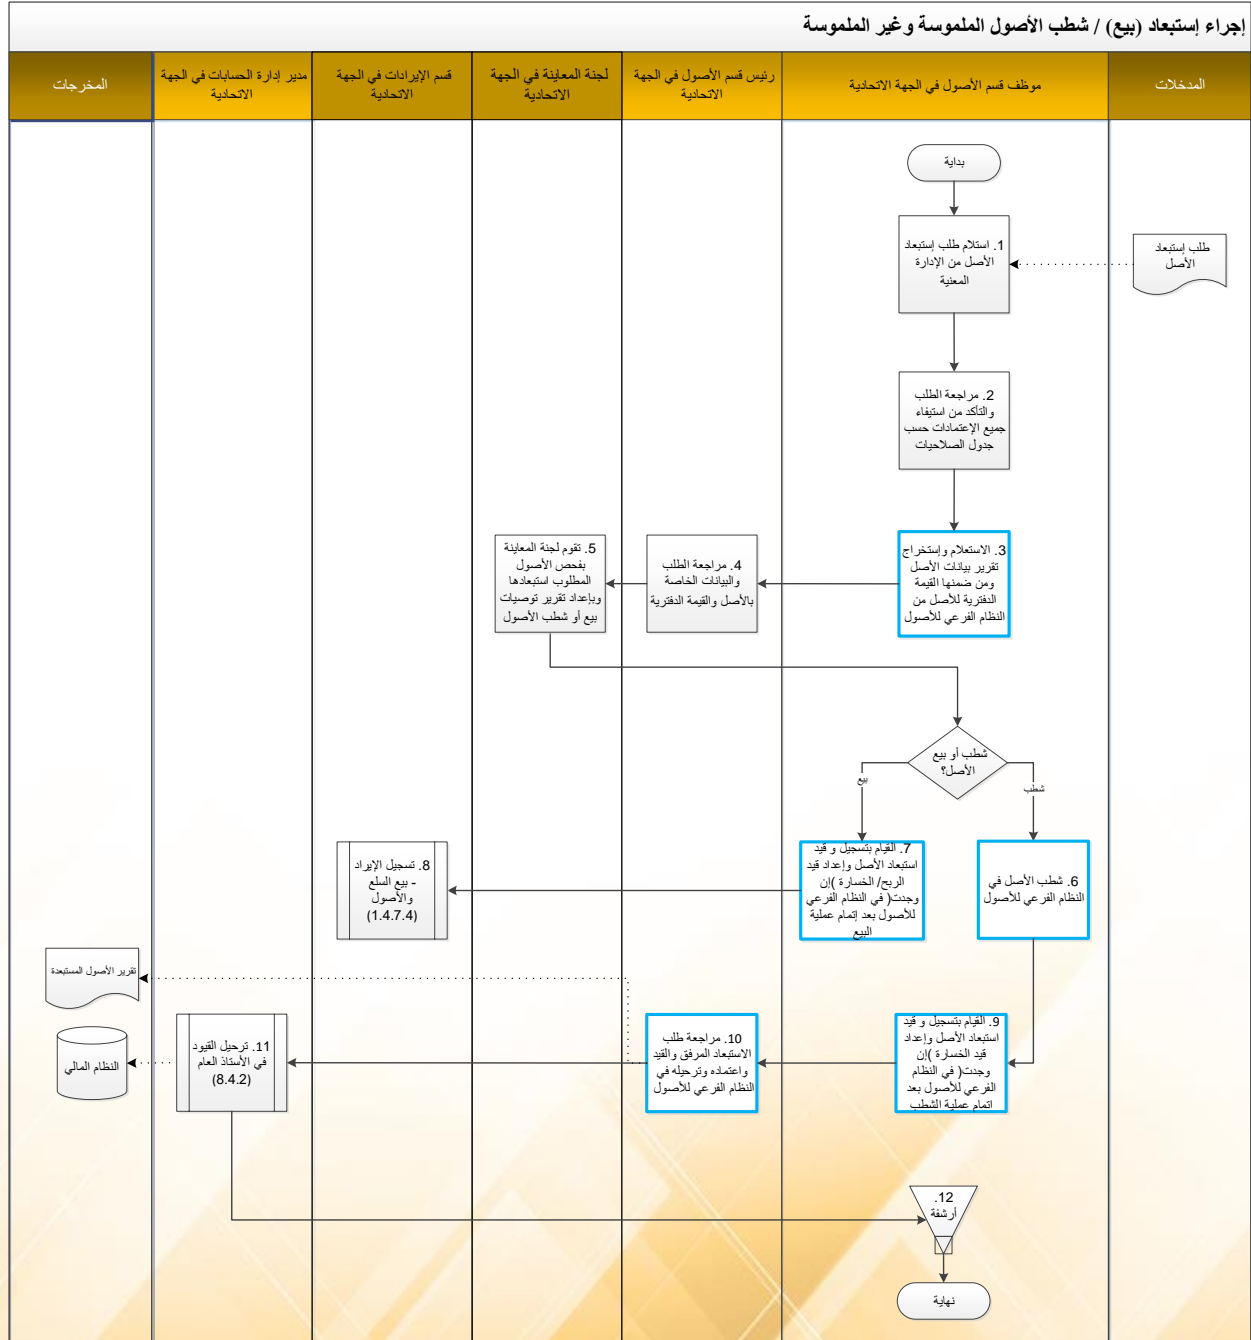 إجراء إستبعاد (بيع) / شطب الأصول الملموسة وغير الملموسة
المدخلات
موظف قسم الأصول في الجهة الاتحادية
رئيس قسم الأصول في الجهة
الاتحادية
لجنة المعاينة في الجهة
الاتحادية
قسم الإيرادات في الجهة
الاتحادية
مدير إدارة الحسابات في الجهة
الاتحادية
المخرجات
بداية
1. استلام طلب إستبعاد
الأصل من الإدارة
المعنية
طلب إستبعاد
الأصل
2. مراجعة الطلب
والتأكد من استيفاء
جميع الإعتمادات حسب
جدول الصلاحيات
3. الاستعلام وإستخراج
تقرير بيانات الأصل
ومن ضمنها القيمة
الدفترية للأصل من
النظام الفرعي للأصول
4. مراجعة الطلب
والبيانات الخاصة
بالأصل والقيمة الدفترية
5. تقوم لجنة المعاينة
بفحص الأصول
المطلوب استبعادها
وبإعداد تقرير توصيات
بيع أو شطب الأصول
شطب أو بيع
الأصل؟
شطب
بيع
6. شطب الأصل في
النظام الفرعي للأصول
7. القيام بتسجيل و قيد
استبعاد الأصل وإعداد قيد
الربح/ الخسارة )إن
وجدت( في النظام الفرعي
للأصول بعد إتمام عملية
البيع
8. تسجيل الإيراد
- بيع السلع
والأصول
(1.4.7.4)
تقرير الأصول المستبعدة
9. القيام بتسجيل و قيد
استبعاد الأصل وإعداد
قيد الخسارة )إن
وجدت( في النظام
الفرعي للأصول بعد
اتمام عملية الشطب
10. مراجعة طلب
الاستبعاد المرفق والقيد
واعتماده وترحيله في
النظام الفرعي للأصول
11. ترحيل القيود
في الأستاذ العام
(8.4.2)
النظام المالي
12.
أرشفة
نهاية